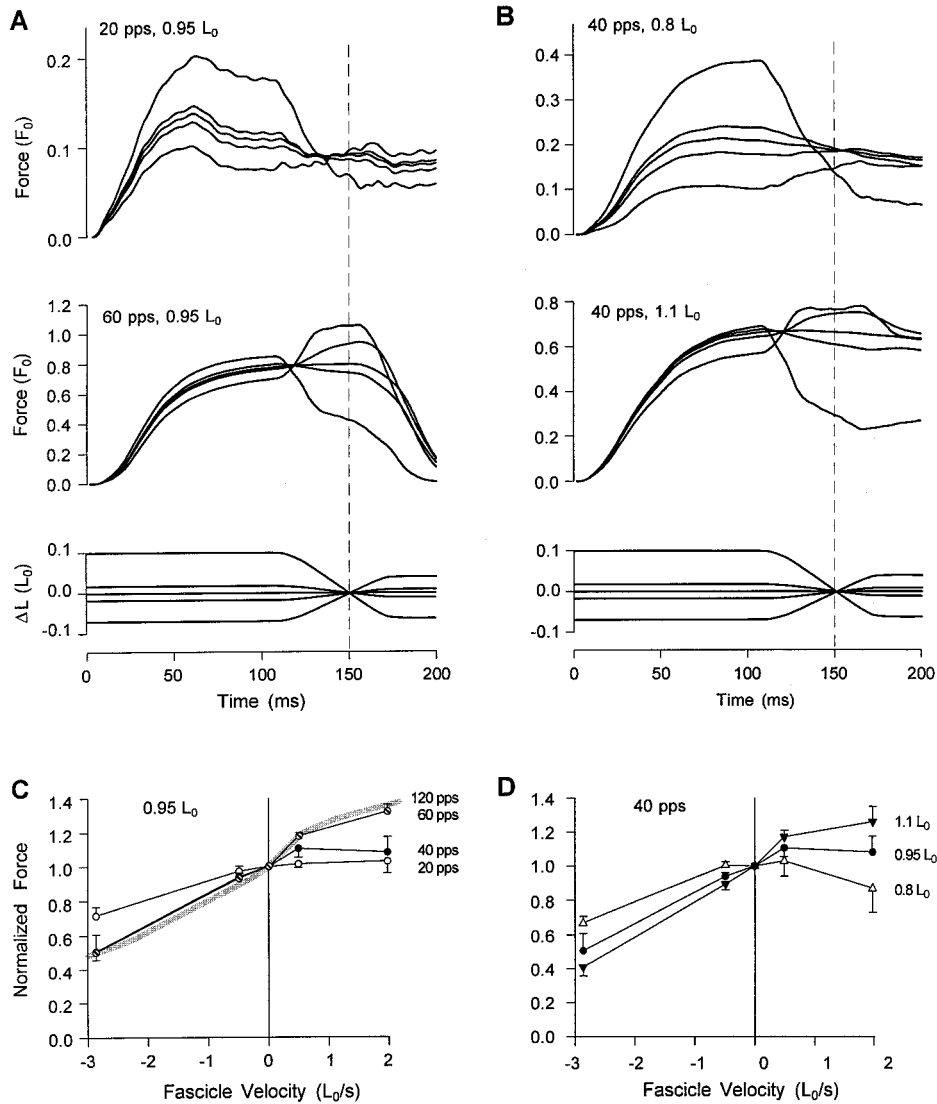 A
20 pps, 0.95 L₀
0.2
0.1
0.0
Force (F₀)
60 pps, 0.95 L₀
1.2
1.0
0.8
0.6
0.4
0.2
0.0
Force (F₀)
0.1
0.0
-0.1
ΔL (L₀)
0 50 100 150 200
Time (ms)
B
40 pps, 0.8 L₀
0.4
0.3
0.2
0.1
0.0
Force (F₀)
40 pps, 1.1 L₀
0.8
0.6
0.4
0.2
0.0
Force (F₀)
0.1
0.0
-0.1
0 50 100 150 200
Time (ms)
C
0.95 L₀
1.4
1.2
1.0
0.8
0.6
0.4
0.2
0.0
Normalized Force
120 pps
60 pps
40 pps
20 pps
-3 -2 -1 0 1 2
Fascicle Velocity (L₀/s)
D
40 pps
1.4
1.2
1.0
0.8
0.6
0.4
0.2
0.0
1.1 L₀
0.95 L₀
0.8 L₀
-3 -2 -1 0 1 2
Fascicle Velocity (L₀/s)